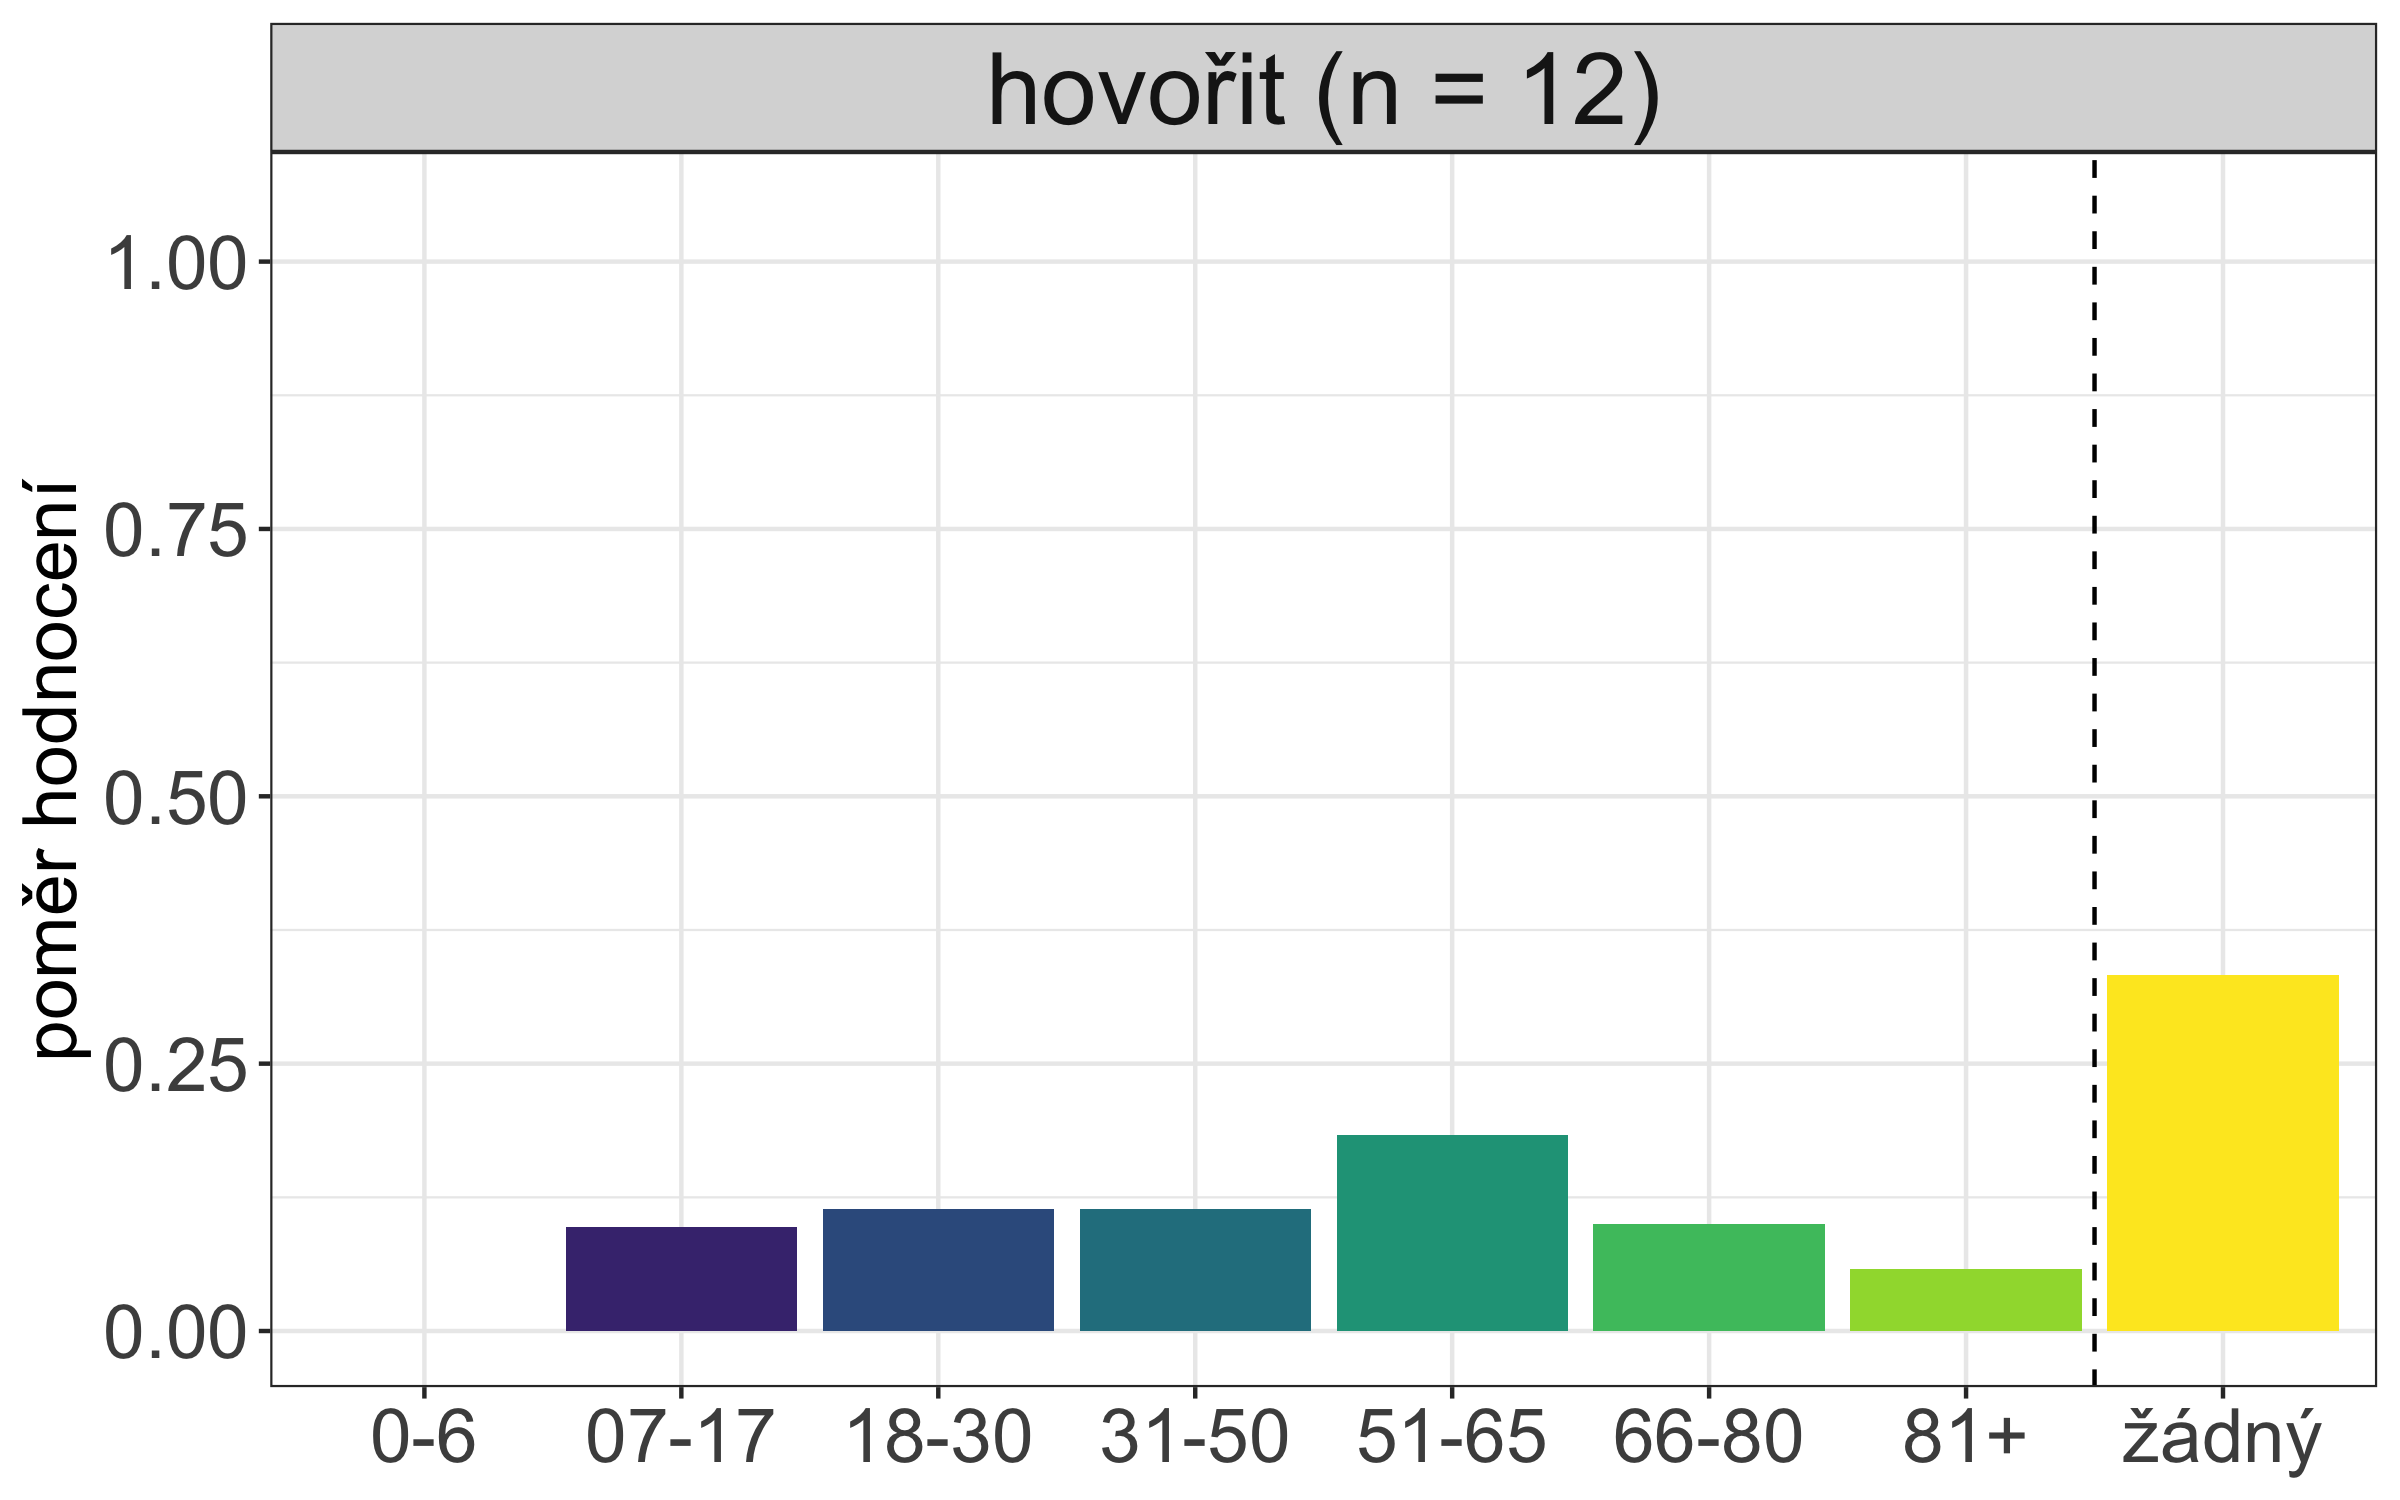 hovořit (n = 12)
poměr hodnocení
1.00
0.75
0.50
0.25
0.00
0-6 07-17 18-30 31-50 51-65 66-80 81+ žádný